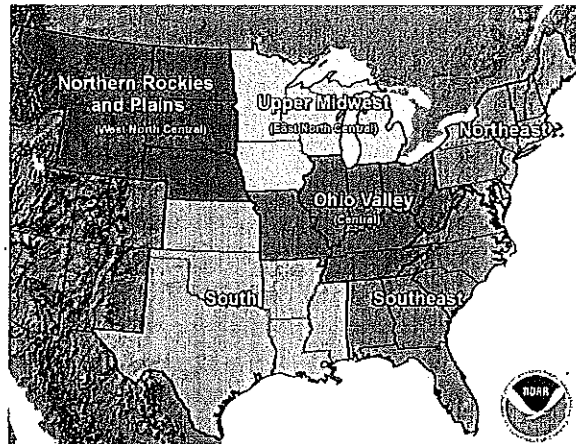 Northern Rockies
and Plains
(West North Central)
Upper Midwest
(East North Central)
Northeast
Ohio Valley
(Central)
South
Southeast
NOAA